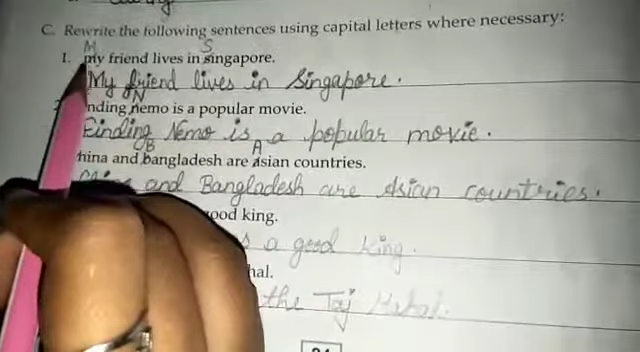 C. Rewrite the following sentences using capital letters where necessary:
M S
1. my friend lives in singapore.
My friend lives in Singapore.
N
nding nemo is a popular movie.
Finding Nemo is a popular movie.
B A
hina and bangladesh are asian countries.
and Bangladesh are Asian countries.
ood king.
a good king.
hal.
the Taj Mahal.